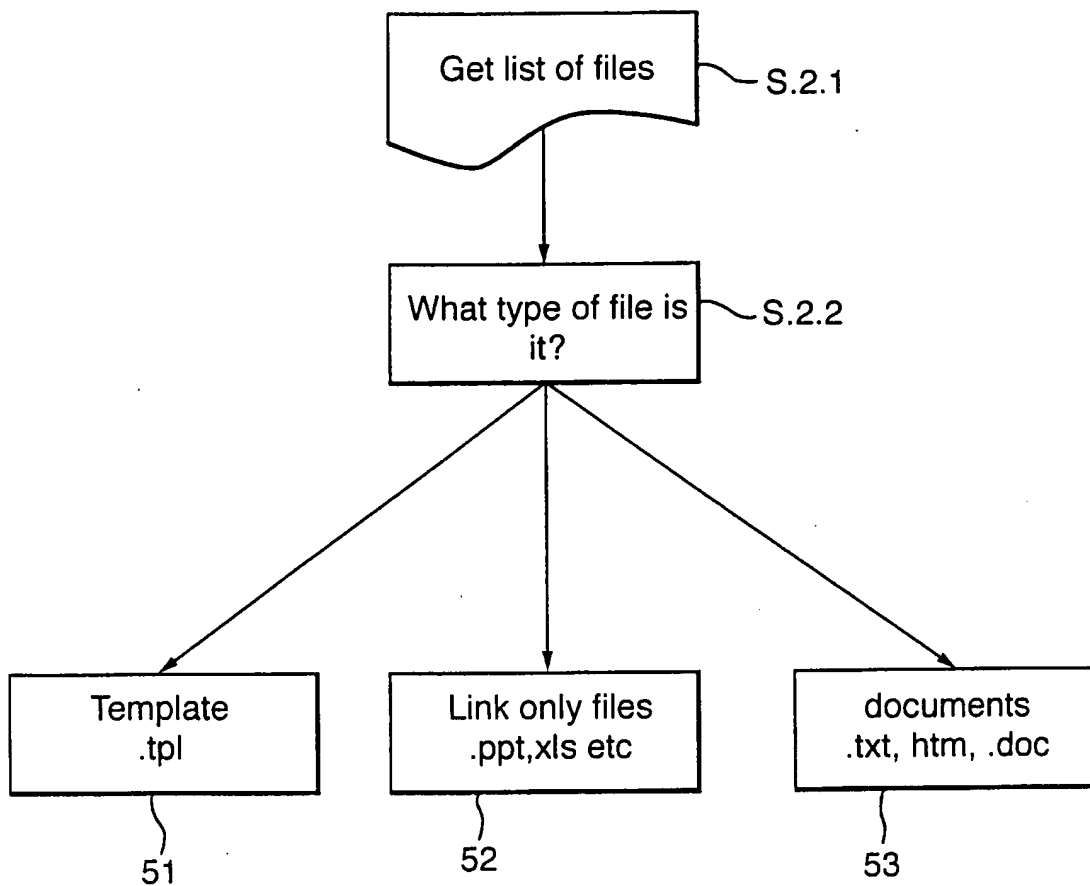 Get list of files
S.2.1
What type of file is
it?
S.2.2
Template
.tpl
Link only files
.ppt,xls etc
documents
.txt, htm, .doc
51
52
53